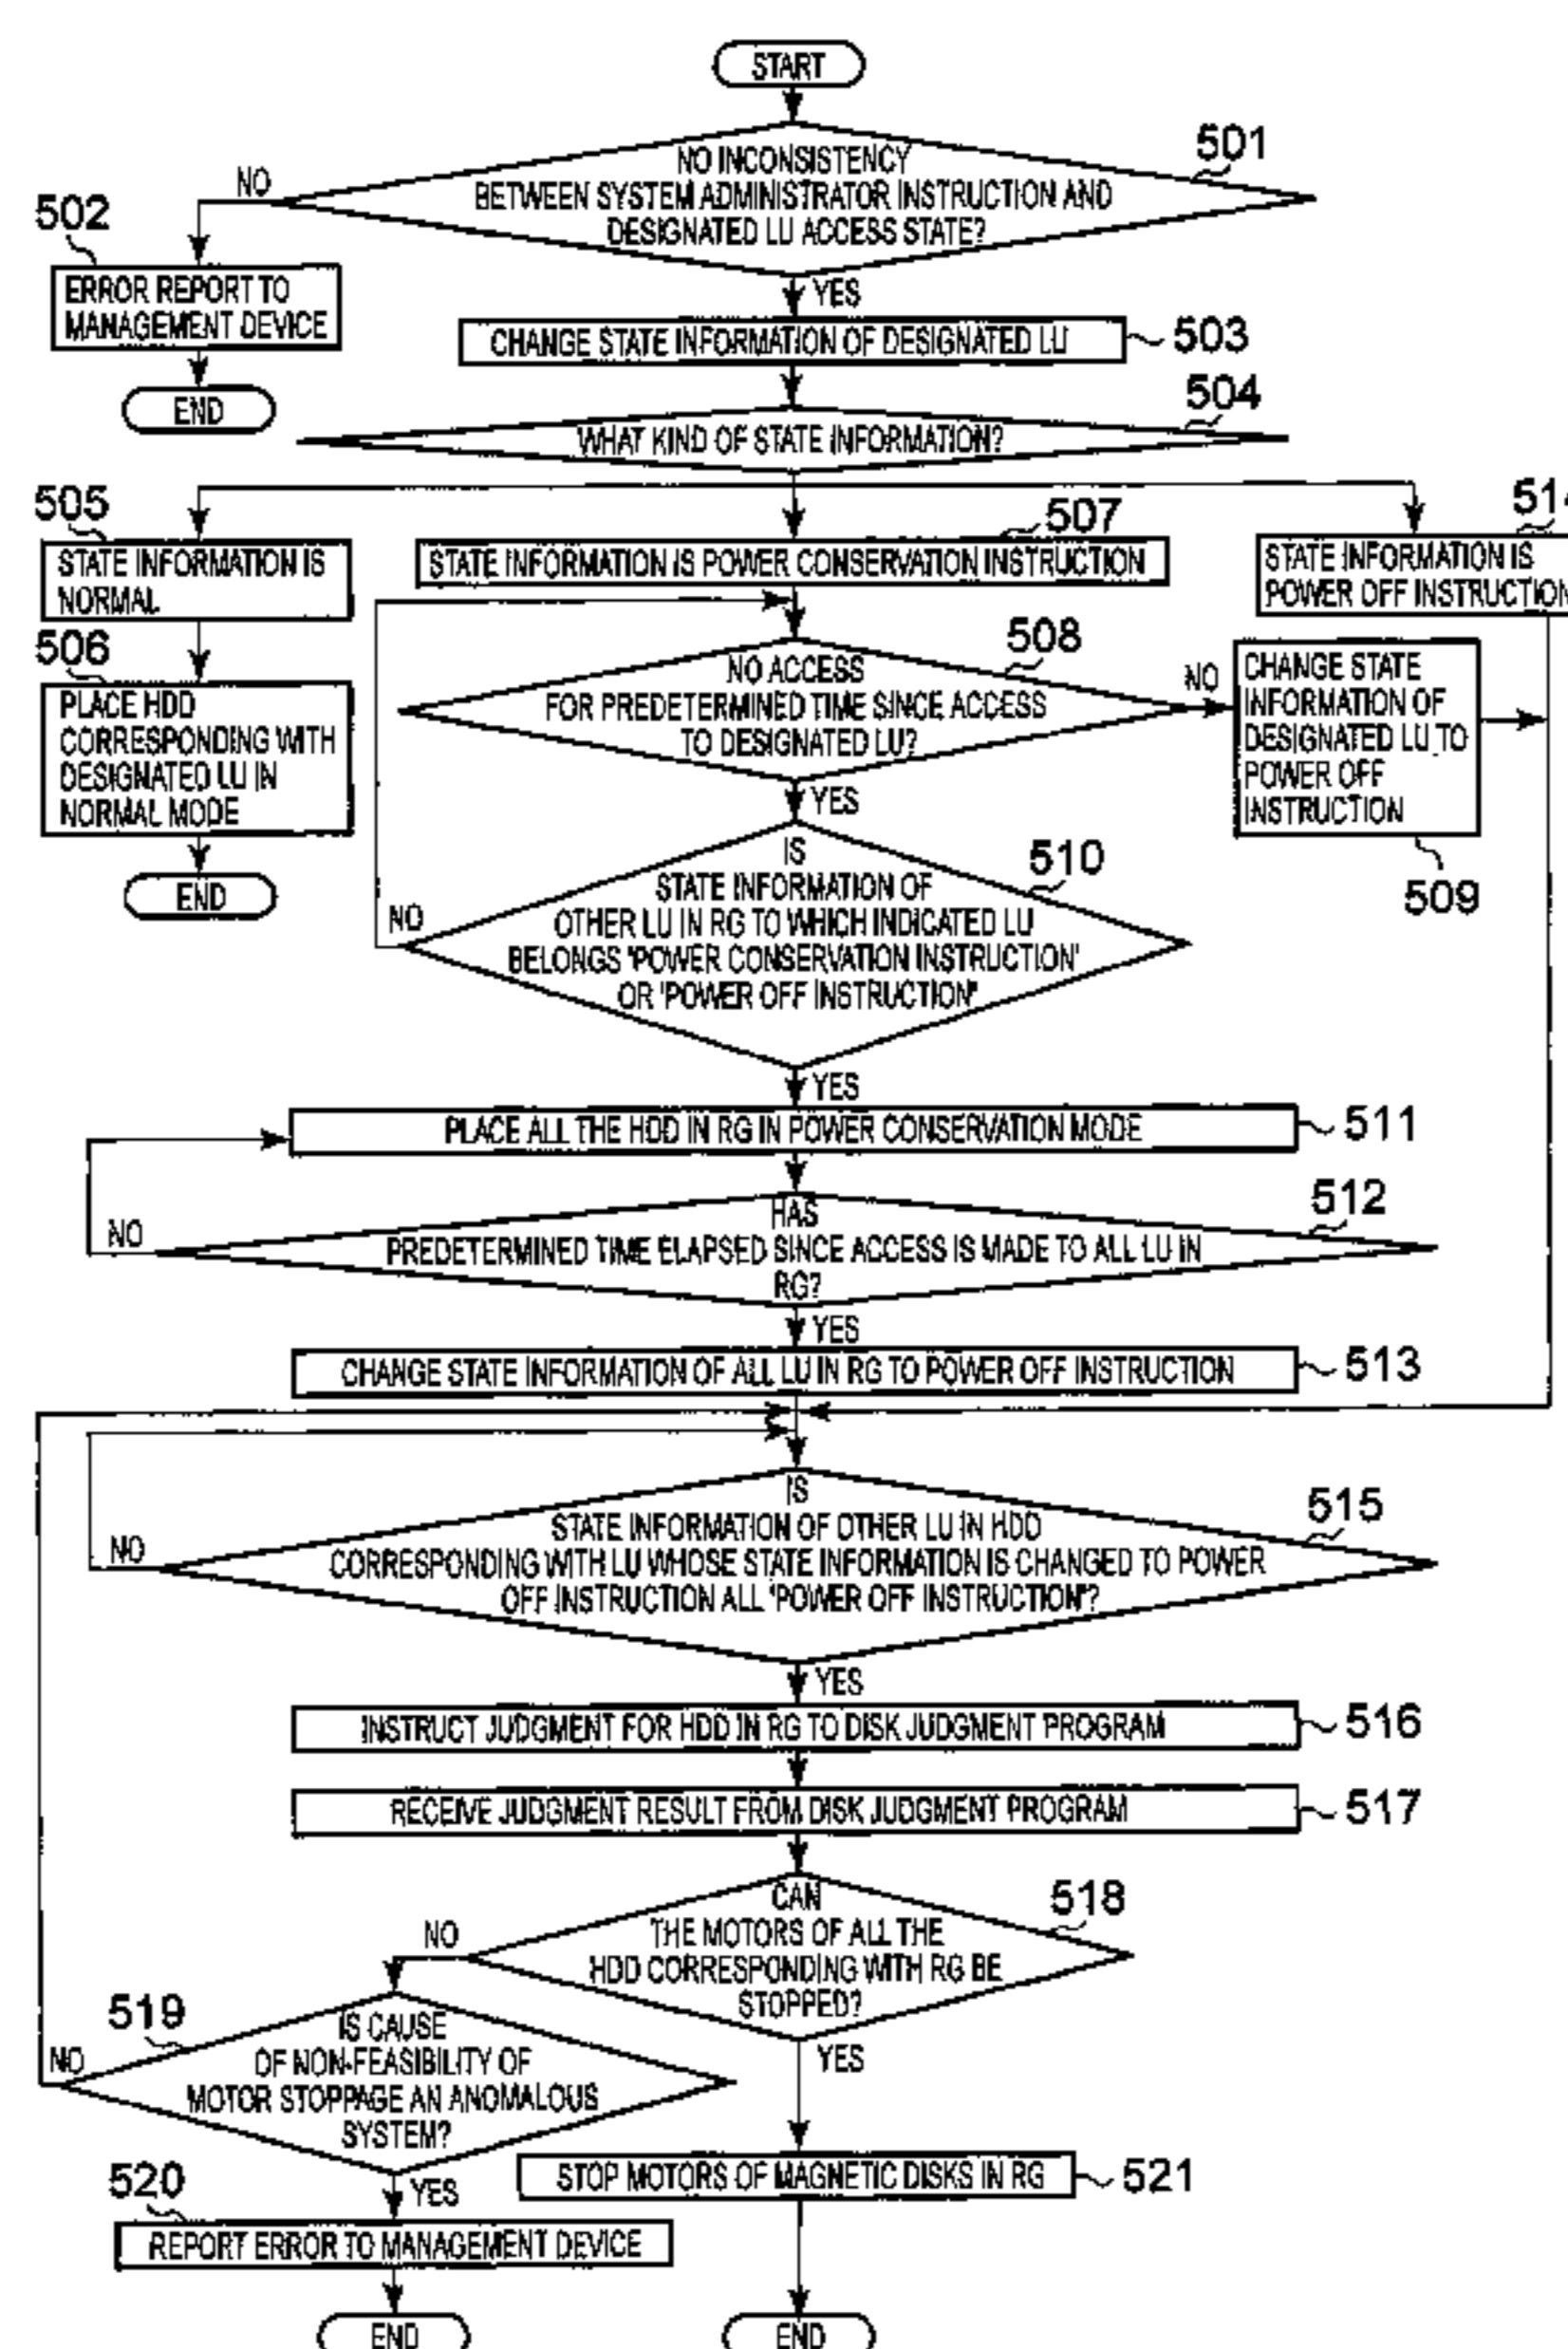 START
501
NO INCONSISTENCY
BETWEEN SYSTEM ADMINISTRATOR INSTRUCTION AND
DESIGNATED LU ACCESS STATE?
NO
502
ERROR REPORT TO
MANAGEMENT DEVICE
END
YES
CHANGE STATE INFORMATION OF DESIGNATED LU
503
504
WHAT KIND OF STATE INFORMATION?
505
STATE INFORMATION IS
NORMAL
506
PLACE HDD
CORRESPONDING WITH
DESIGNATED LU IN
NORMAL MODE
END
507
STATE INFORMATION IS POWER CONSERVATION INSTRUCTION
514
STATE INFORMATION IS
POWER OFF INSTRUCTION
508
NO ACCESS
FOR PREDETERMINED TIME SINCE ACCESS
TO DESIGNATED LU?
NO
CHANGE STATE
INFORMATION OF
DESIGNATED LU TO
POWER OFF
INSTRUCTION
509
YES
510
IS
STATE INFORMATION OF
OTHER LU IN RG TO WHICH INDICATED LU
BELONGS 'POWER CONSERVATION INSTRUCTION'
OR 'POWER OFF INSTRUCTION'
NO
YES
PLACE ALL THE HDD IN RG IN POWER CONSERVATION MODE
511
512
HAS
PREDETERMINED TIME ELAPSED SINCE ACCESS IS MADE TO ALL LU IN
RG?
NO
YES
CHANGE STATE INFORMATION OF ALL LU IN RG TO POWER OFF INSTRUCTION
513
515
IS
STATE INFORMATION OF OTHER LU IN HDD
CORRESPONDING WITH LU WHOSE STATE INFORMATION IS CHANGED TO POWER
OFF INSTRUCTION ALL 'POWER OFF INSTRUCTION'?
NO
YES
INSTRUCT JUDGMENT FOR HDD IN RG TO DISK JUDGMENT PROGRAM
516
RECEIVE JUDGMENT RESULT FROM DISK JUDGMENT PROGRAM
517
518
CAN
THE MOTORS OF ALL THE
HDD CORRESPONDING WITH RG BE
STOPPED?
NO
YES
519
IS CAUSE
OF NON-FEASIBILITY OF
MOTOR STOPPAGE AN ANOMALOUS
SYSTEM?
NO
YES
520
REPORT ERROR TO MANAGEMENT DEVICE
END
STOP MOTORS OF MAGNETIC DISKS IN RG
521
END